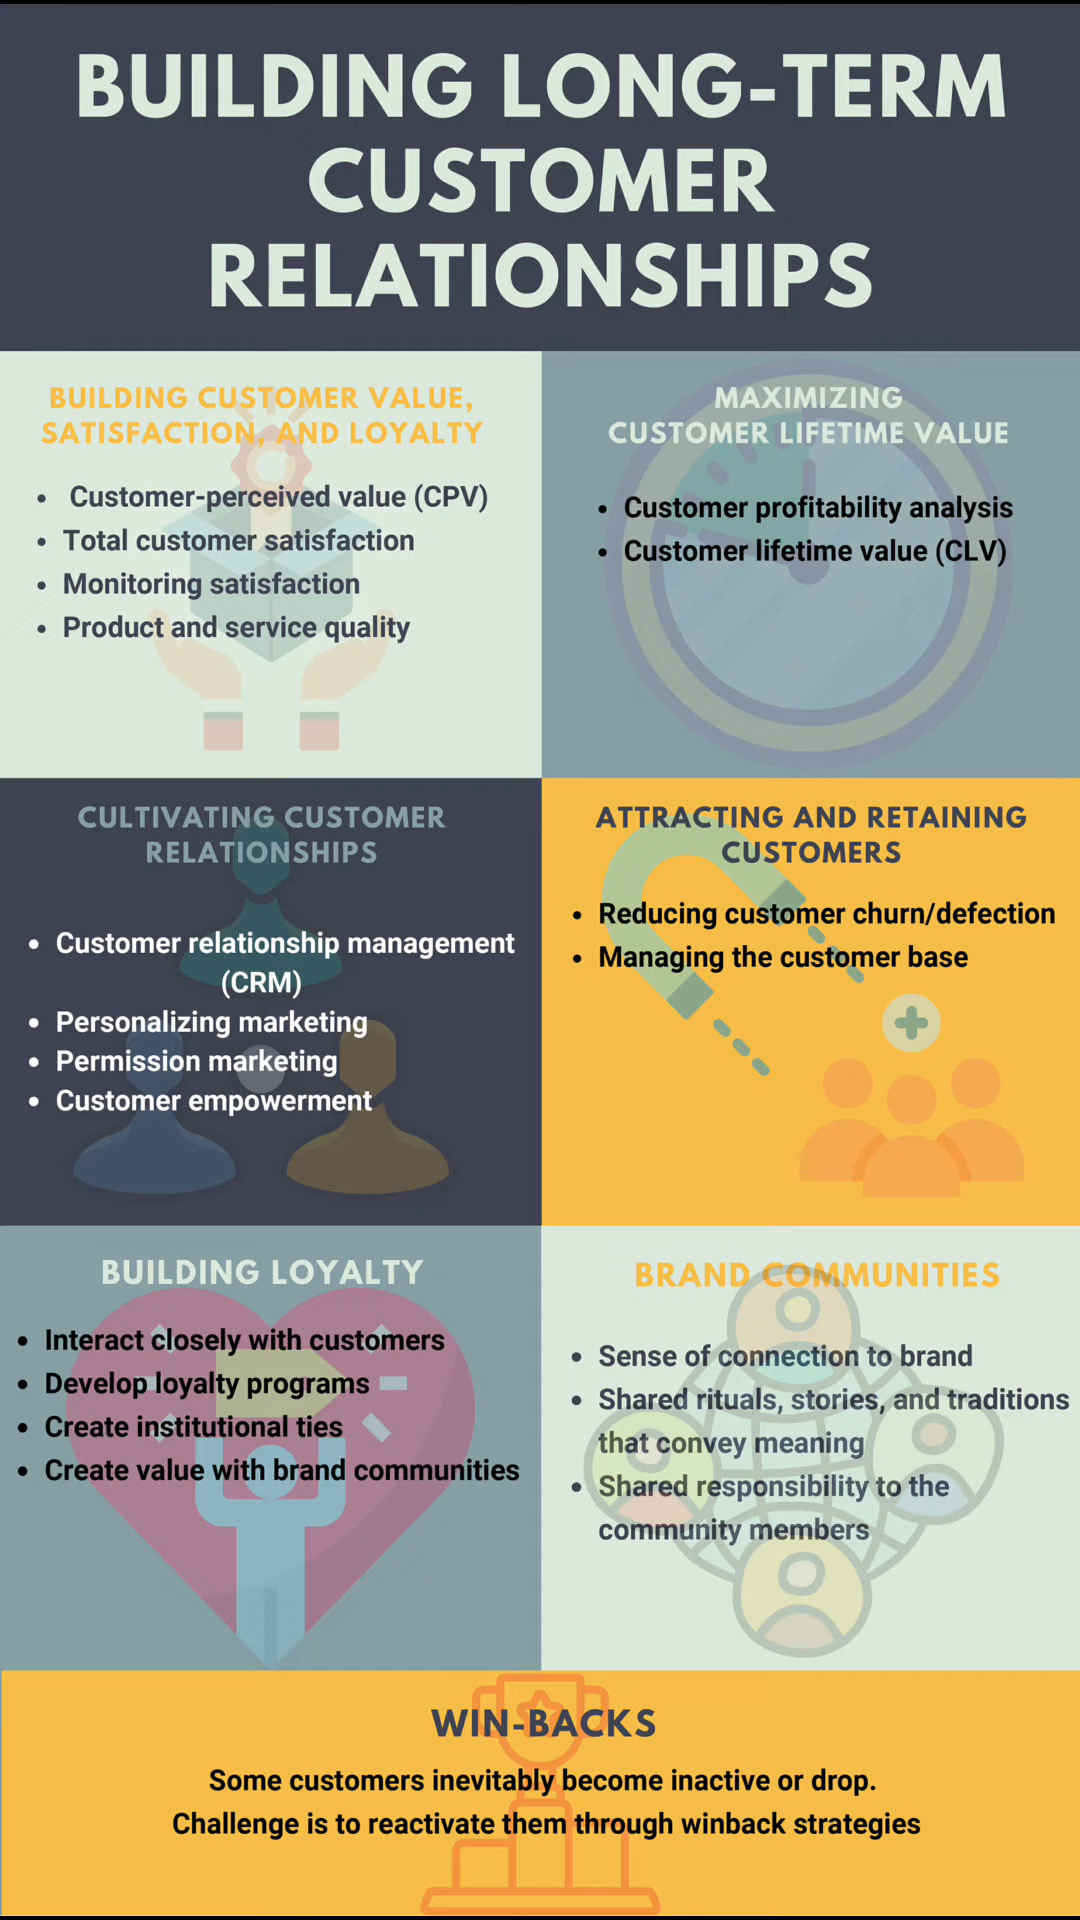 BUILDING LONG-TERM
CUSTOMER
RELATIONSHIPS
BUILDING CUSTOMER VALUE,
SATISFACTION, AND LOYALTY
• Customer-perceived value (CPV)
• Total customer satisfaction
• Monitoring satisfaction
• Product and service quality
MAXIMIZING
CUSTOMER LIFETIME VALUE
• Customer profitability analysis
• Customer lifetime value (CLV)
CULTIVATING CUSTOMER
RELATIONSHIPS
• Customer relationship management
(CRM)
• Personalizing marketing
• Permission marketing
• Customer empowerment
ATTRACTING AND RETAINING
CUSTOMERS
• Reducing customer churn/defection
• Managing the customer base
BUILDING LOYALTY
• Interact closely with customers
• Develop loyalty programs
• Create institutional ties
• Create value with brand communities
BRAND COMMUNITIES
• Sense of connection to brand
• Shared rituals, stories, and traditions
that convey meaning
• Shared responsibility to the
community members
WIN-BACKS
Some customers inevitably become inactive or drop.
Challenge is to reactivate them through winback strategies